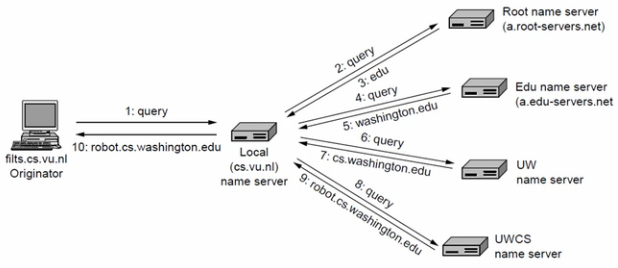 Root name server
(a.root-servers.net)
2: query
3: edu
4: query
Edu name server
(a.edu-servers.net
1: query
5: washington.edu
6: query
10: robot.cs.washington.edu
filts.cs.vu.nl
Originator
Local
(cs.vu.nl)
name server
7: cs.washington.edu
UW
name server
8: query
9: robot.cs.washington.edu
UWCS
name server